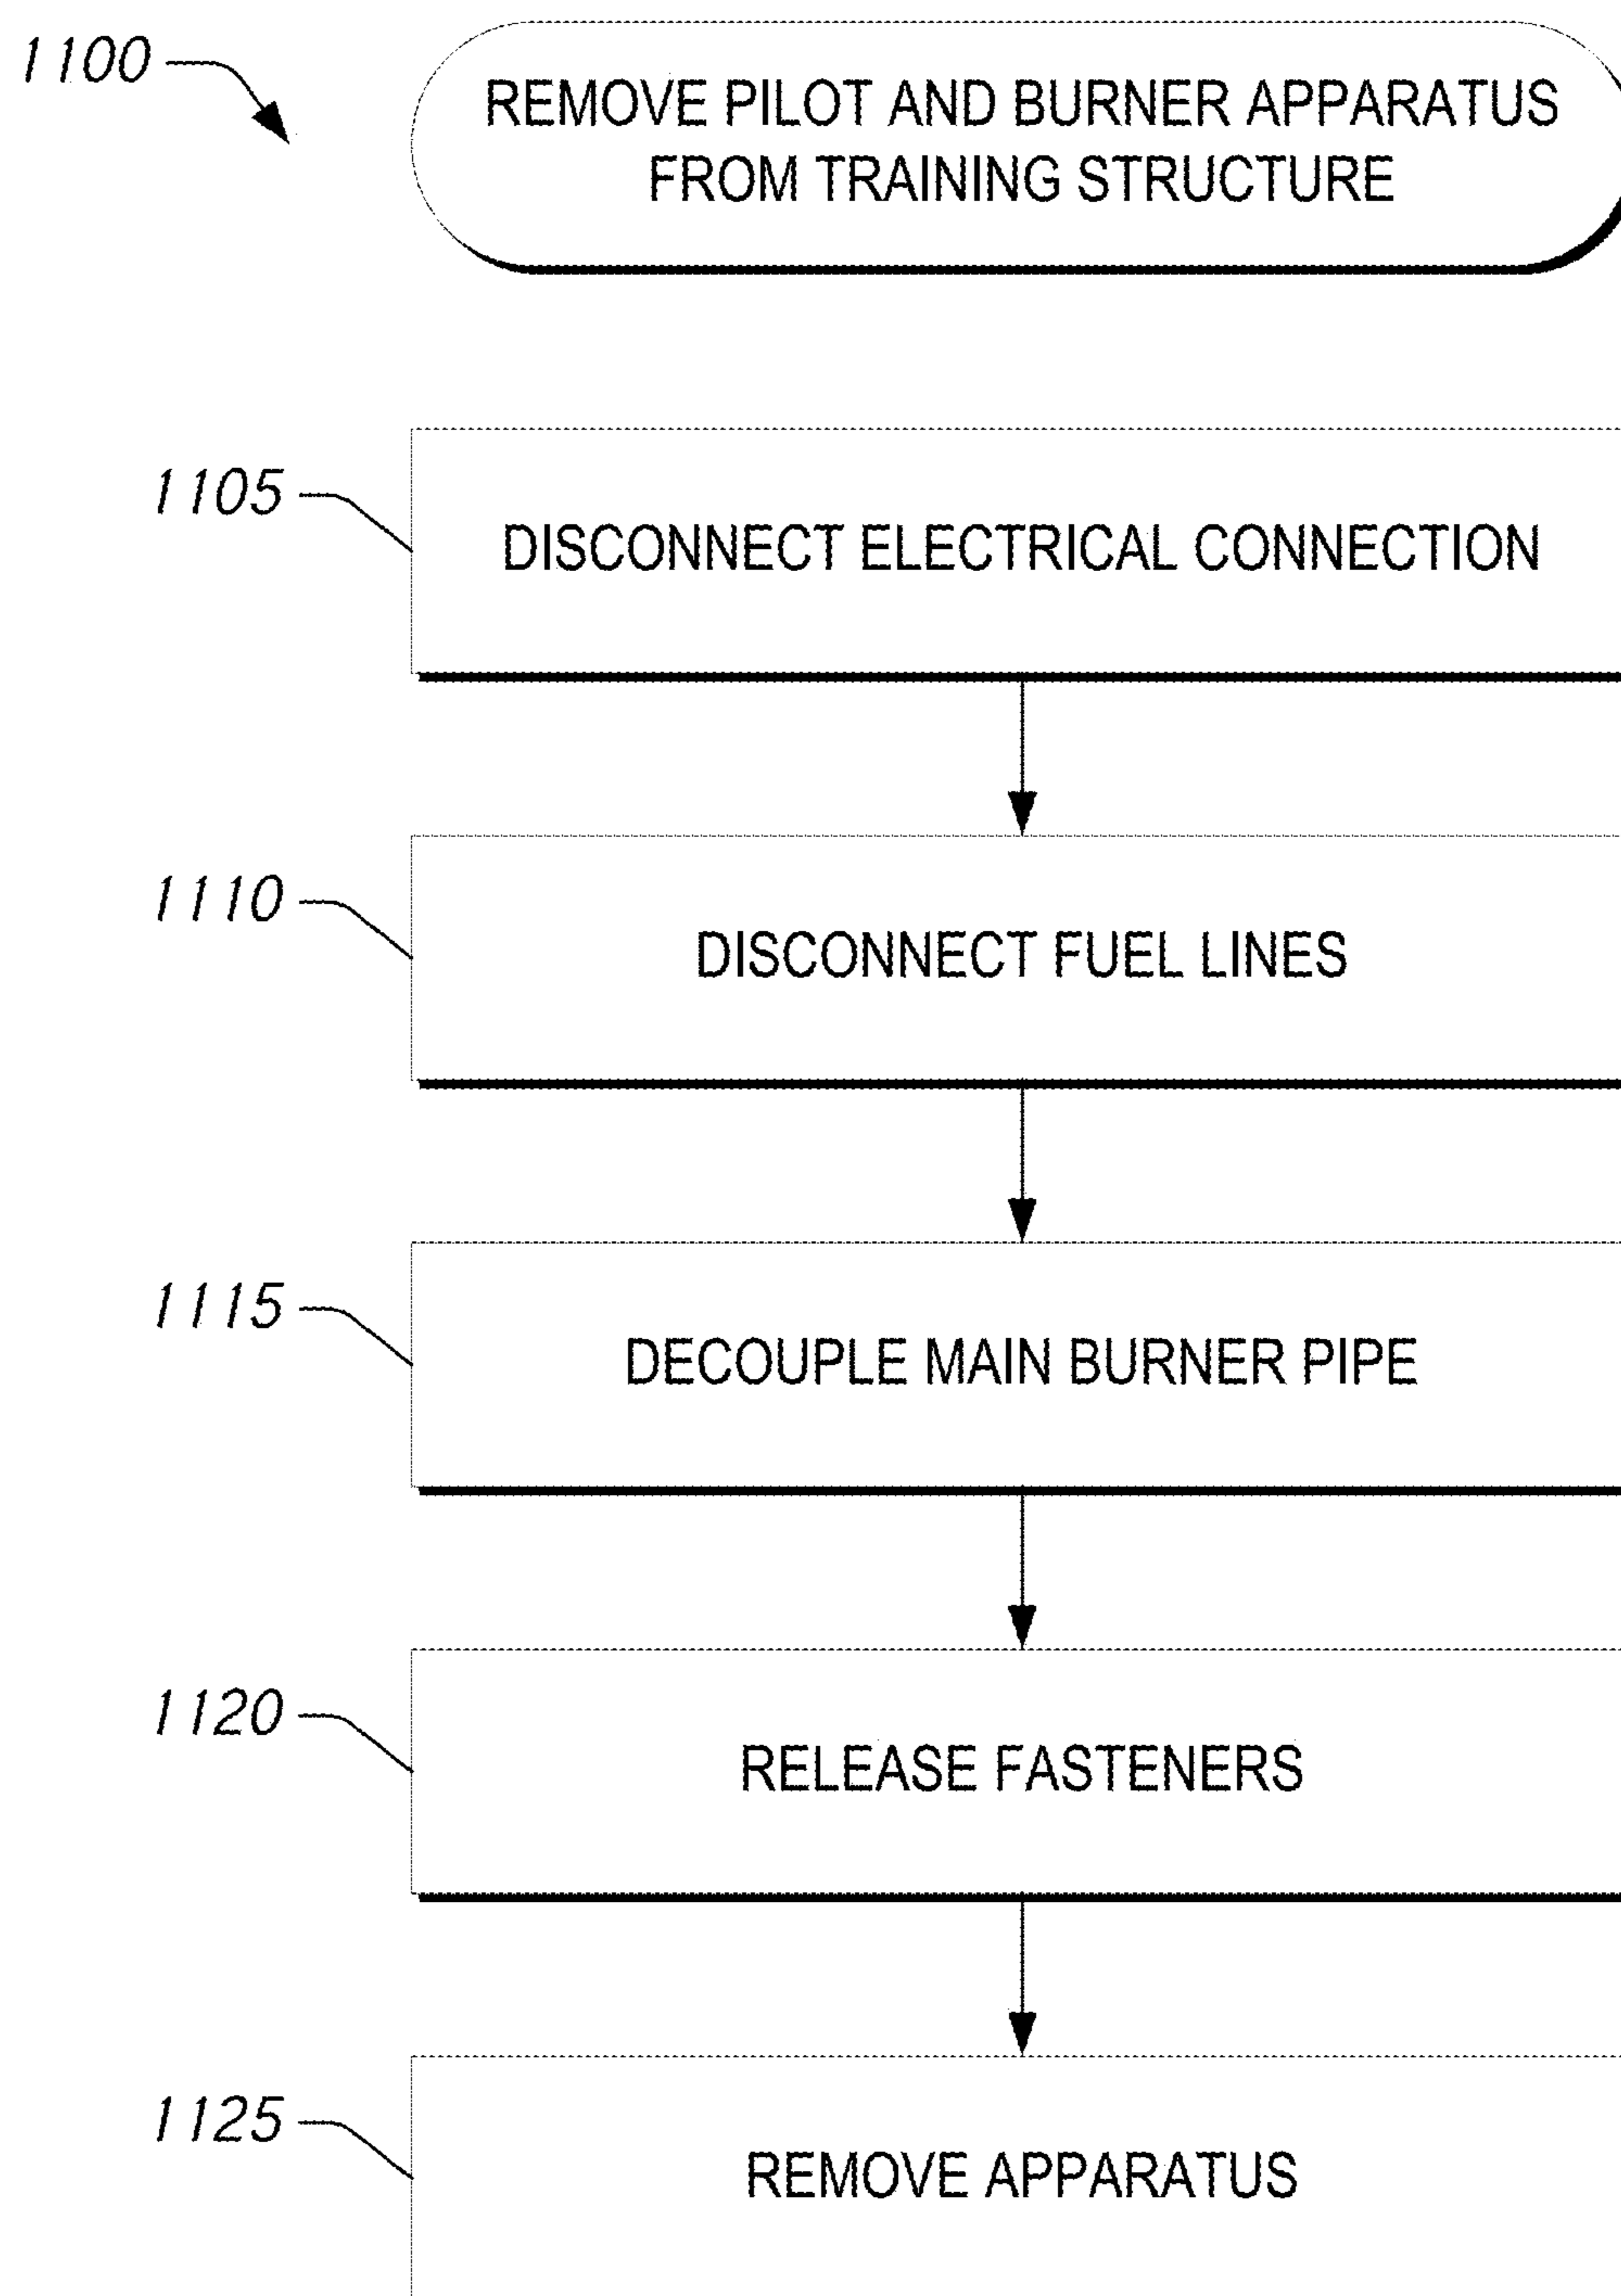 1100
REMOVE PILOT AND BURNER APPARATUS
FROM TRAINING STRUCTURE
1105
DISCONNECT ELECTRICAL CONNECTION
1110
DISCONNECT FUEL LINES
1115
DECOUPLE MAIN BURNER PIPE
1120
RELEASE FASTENERS
1125
REMOVE APPARATUS